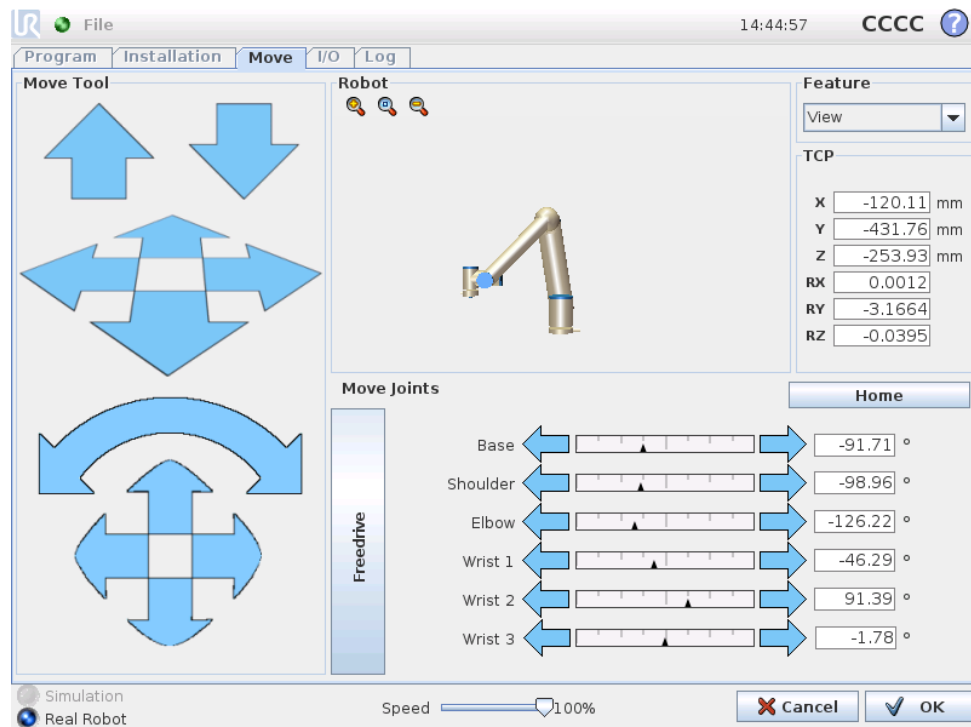 UR File 14:44:57 CCCC ?
Program Installation Move I/O Log
Move Tool
Robot
Feature
View
TCP
X -120.11 mm
Y -431.76 mm
Z -253.93 mm
RX 0.0012
RY -3.1664
RZ -0.0395
Move Joints
Home
Freedrive
Base -91.71 °
Shoulder -98.96 °
Elbow -126.22 °
Wrist 1 -46.29 °
Wrist 2 91.39 °
Wrist 3 -1.78 °
Simulation
Real Robot
Speed 100%
Cancel
OK